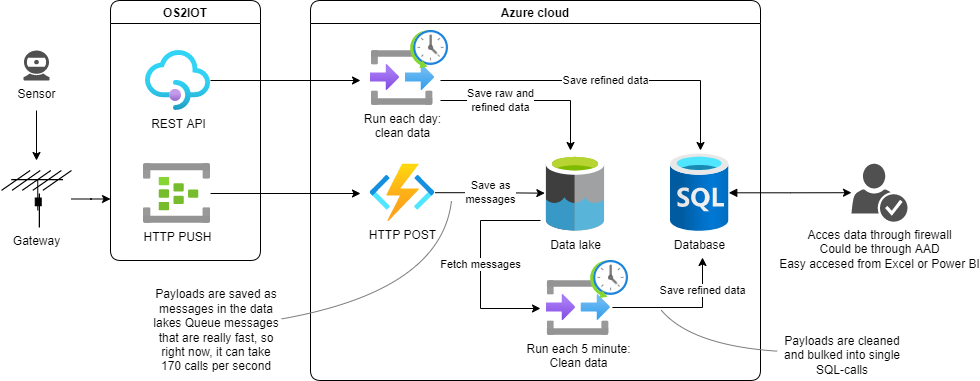 OS2IOT
Azure cloud
Sensor
REST API
Run each day:
clean data
Save refined data
Save raw and
refined data
HTTP PUSH
HTTP POST
Save as
messages
Data lake
SQL
Database
Gateway
Acces data through firewall
Could be through AAD
Easy accesed from Excel or Power BI
Fetch messages
Save refined data
Payloads are saved as
messages in the data
lakes Queue messages
that are really fast, so
right now, it can take
170 calls per second
Run each 5 minute:
Clean data
Payloads are cleaned
and bulked into single
SQL-calls